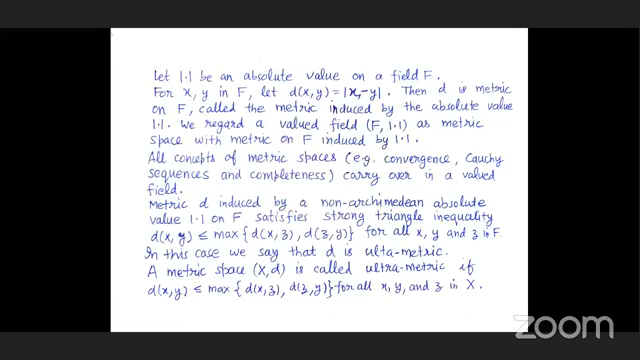 Let |.| be an absolute value on a field F.
For x, y in F, let d(x,y) = |x-y|. Then d is metric
on F, called the metric induced by the absolute value
|.|. We regard a valued field (F, |.|) as metric
space with metric on F induced by |.|.
All concepts of metric spaces (e.g. convergence, Cauchy
sequences and completeness) carry over in a valued
field.
Metric d induced by a non-archimedean absolute
value |.| on F satisfies strong triangle inequality
d(x,y) ≤ max{d(x,z), d(z,y)} for all x, y and z in F.
In this case we say that d is ulta-metric.
A metric space (X,d) is called ultra-metric if
d(x,y) ≤ max{d(x,z), d(z,y)} for all x, y, and z in X.
zoom